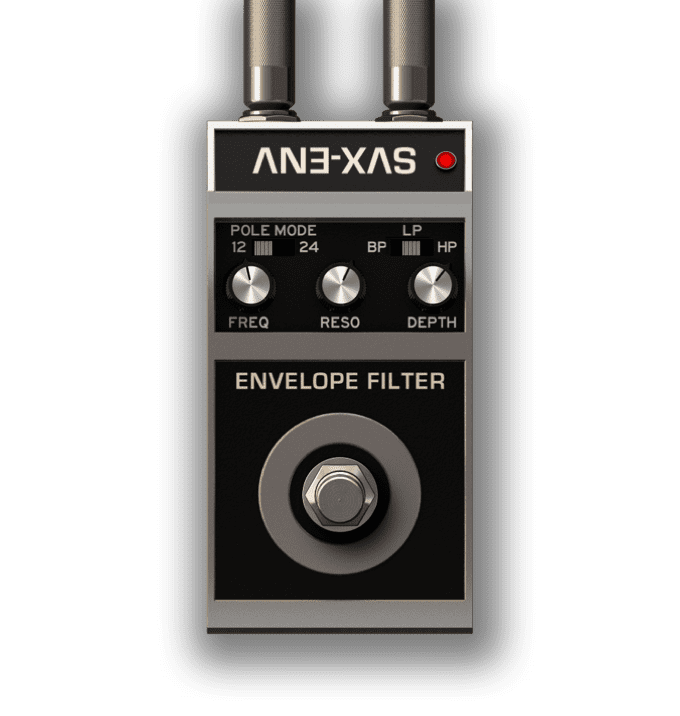 SVX-ENV
POLE MODE LP
12 24 BP HP
FREQ RESO DEPTH
ENVELOPE FILTER